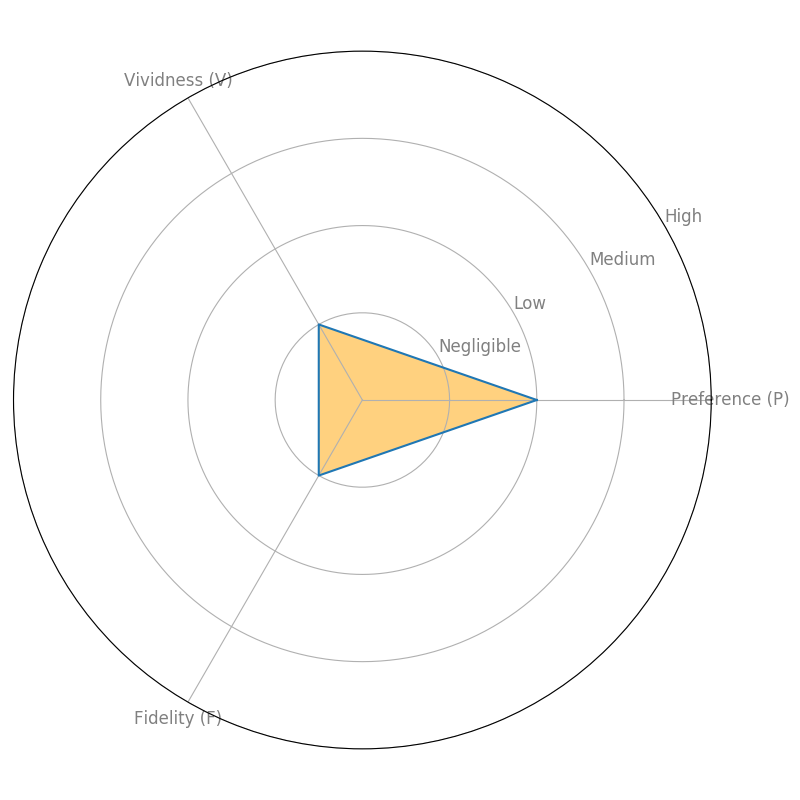 Vividness (V)
High
Medium
Low
Negligible
Preference (P)
Fidelity (F)